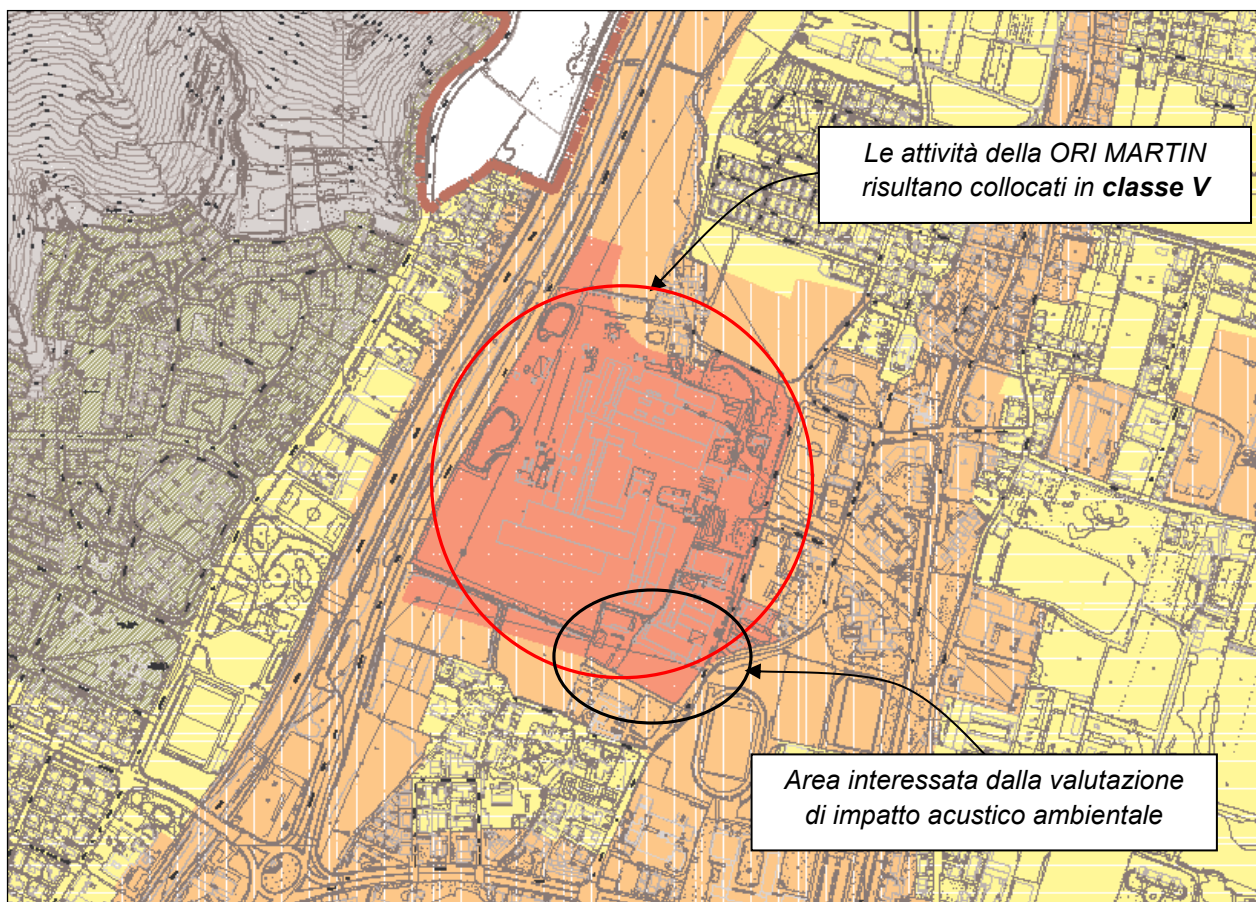 Le attività della ORI MARTIN
risultano collocati in classe V
Area interessata dalla valutazione
di impatto acustico ambientale